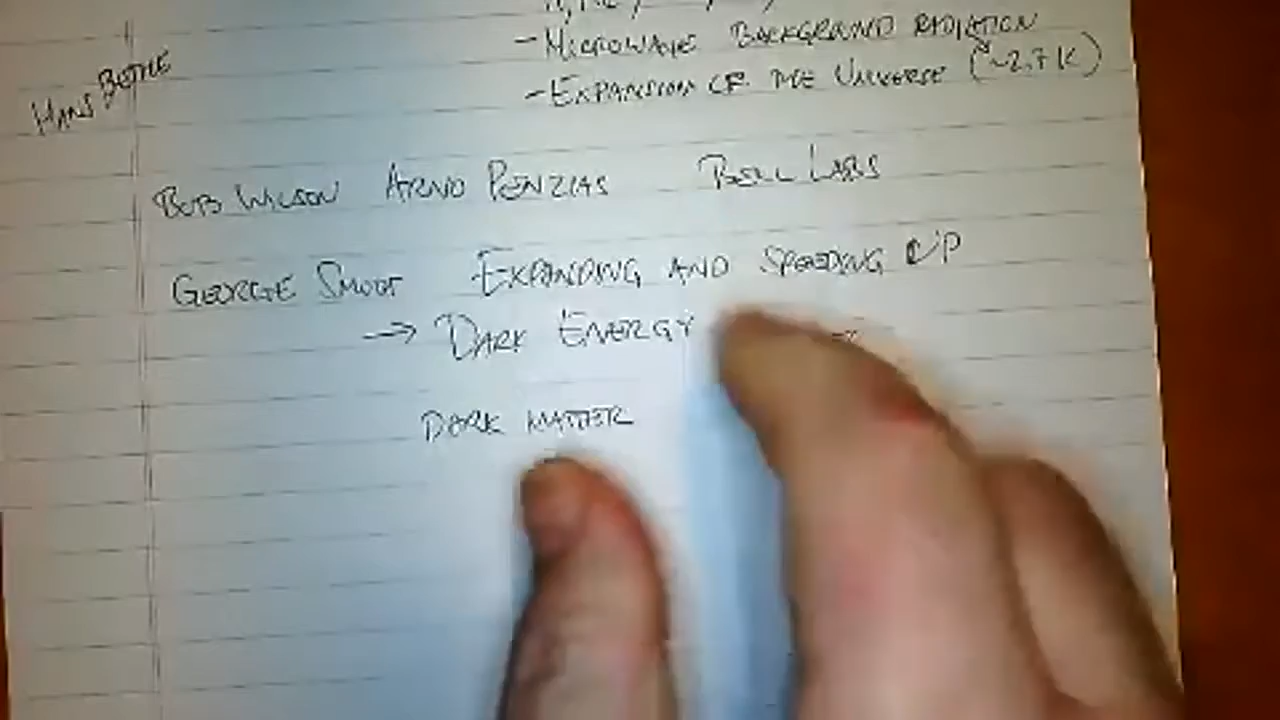 - MICROWAVE BACKGROUND RADIATION
- EXPANSION OF THE UNIVERSE (~2.7 K)
HANS BETHE
BOB WILSON ARNO PENZIAS BELL LABS
GEORGE SMOOT EXPANDING AND SPEEDING UP
→ DARK ENERGY
DARK MATTER